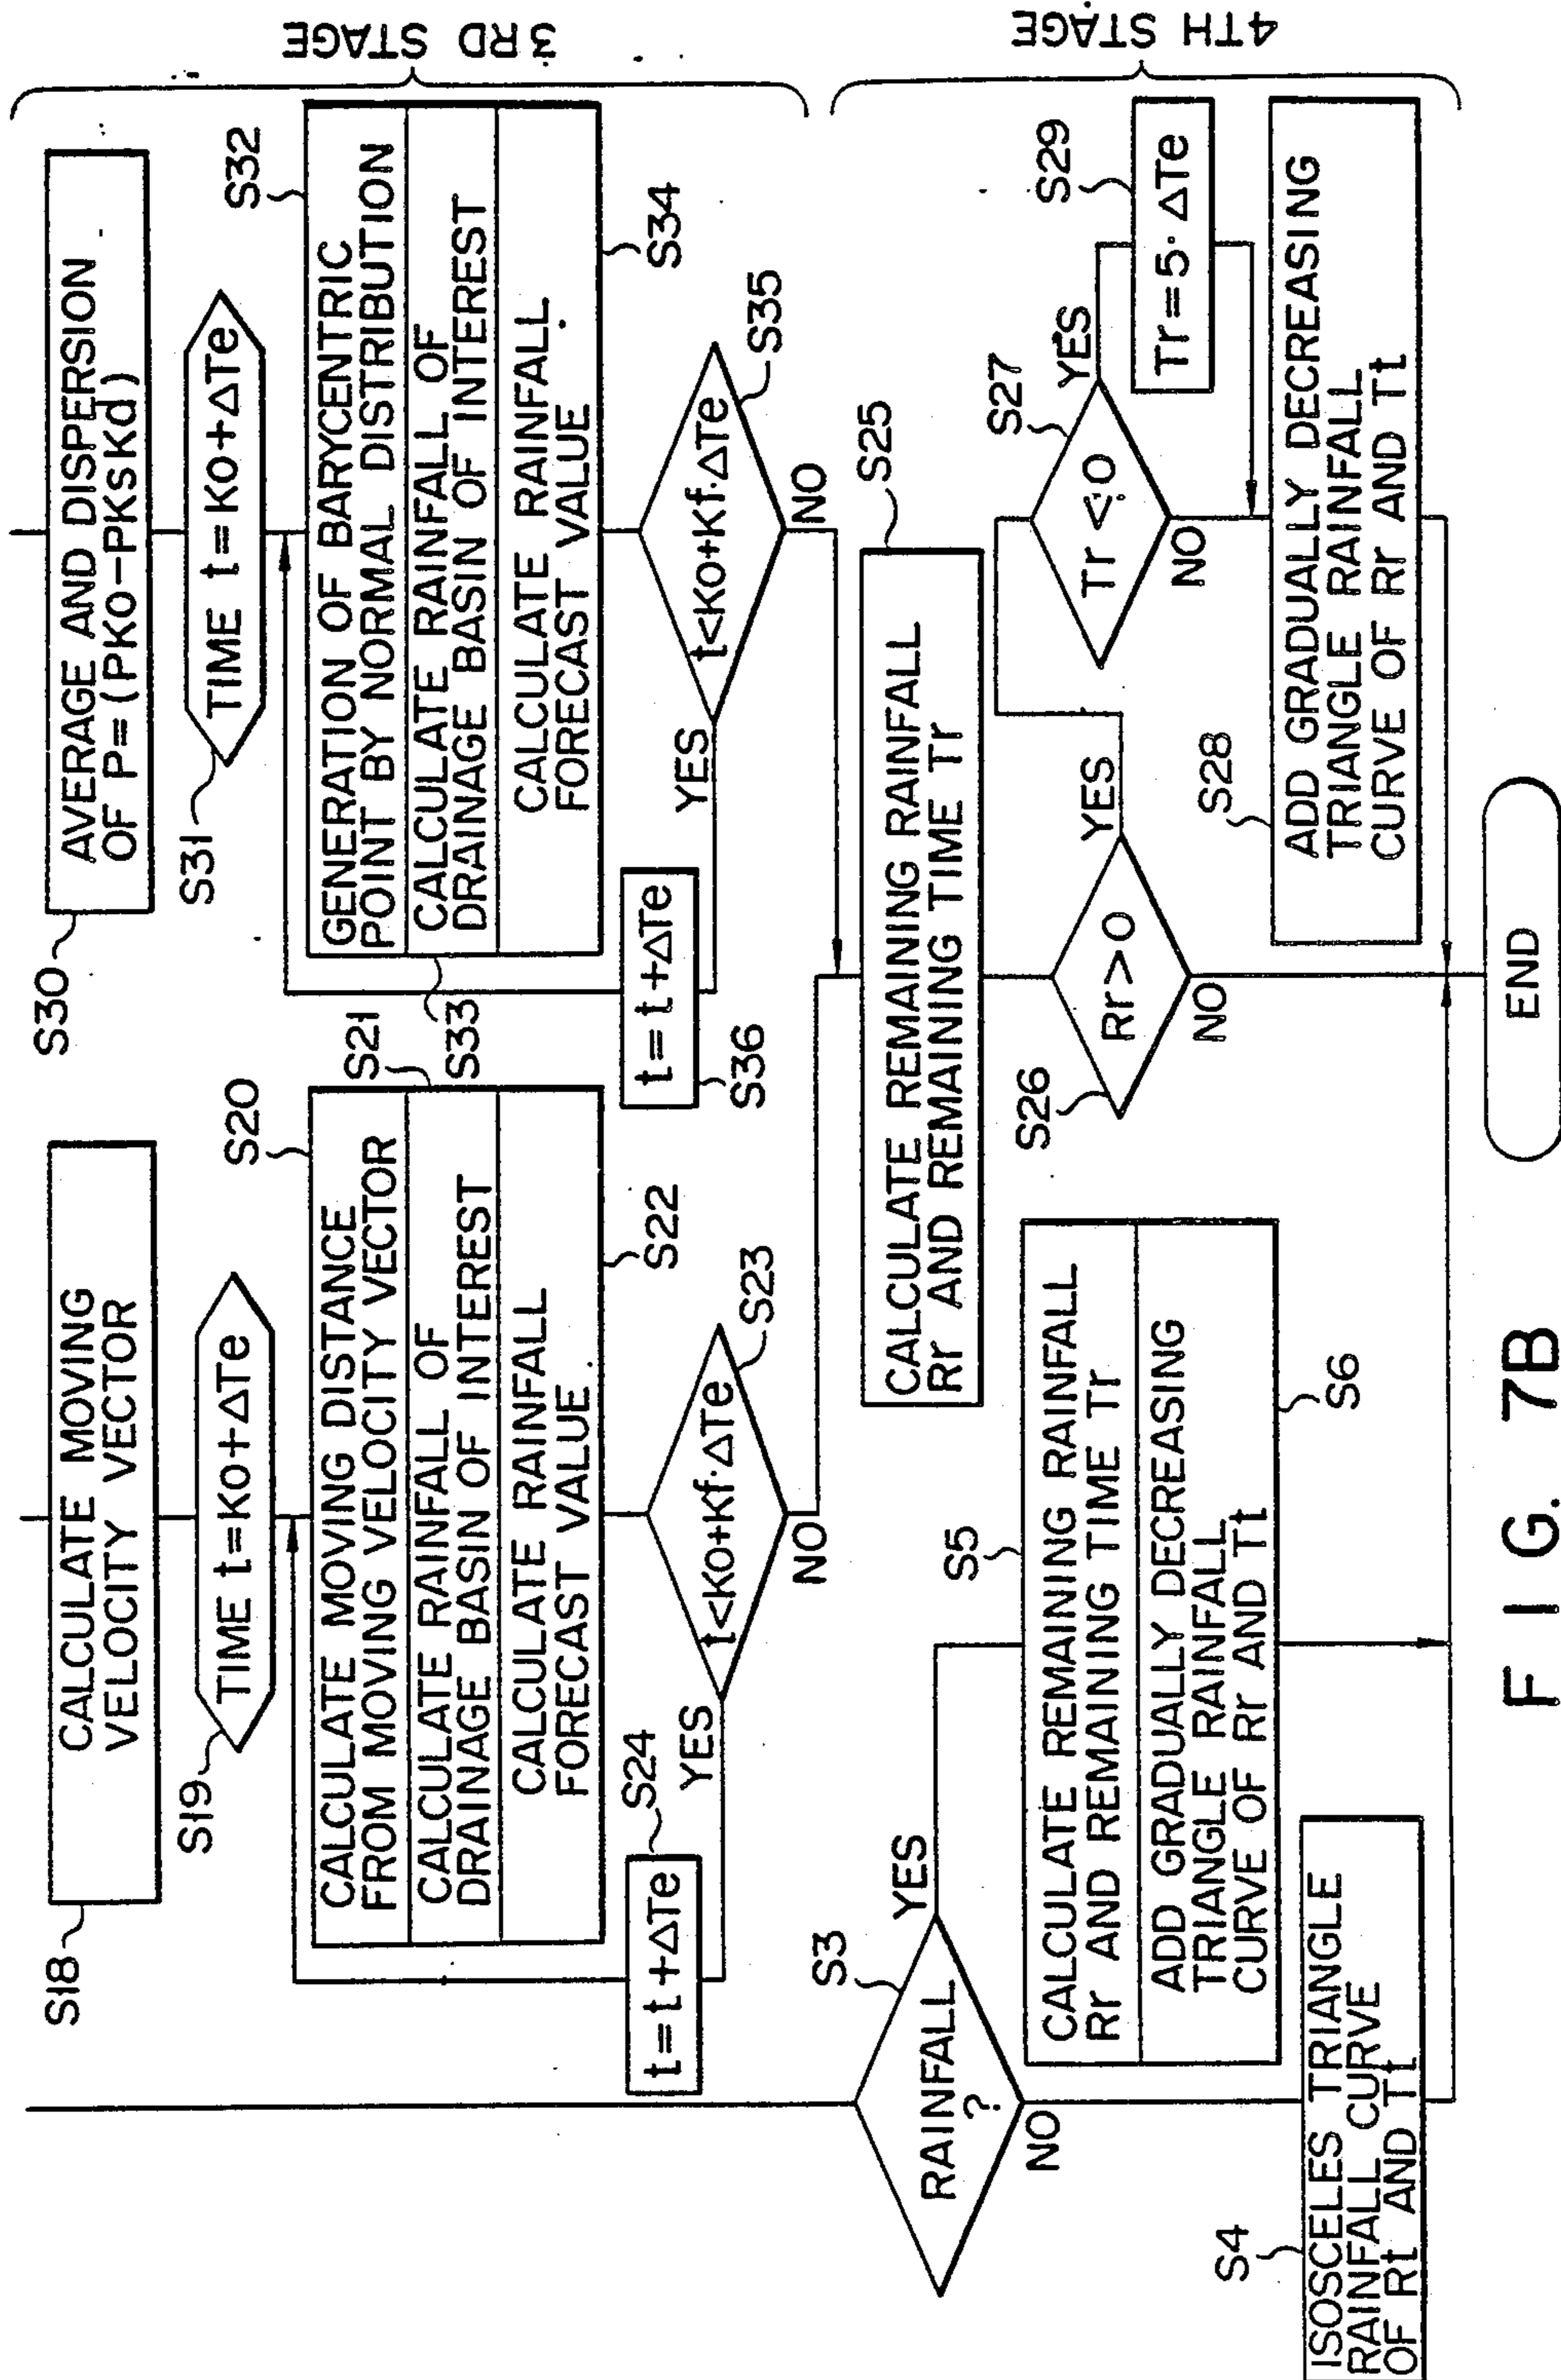 S18
CALCULATE MOVING
VELOCITY VECTOR
S19
TIME t=Ko+ΔTe
S20
CALCULATE MOVING DISTANCE
FROM MOVING VELOCITY VECTOR
S21
CALCULATE RAINFALL OF
DRAINAGE BASIN OF INTEREST
CALCULATE RAINFALL
FORECAST VALUE
S22
t<Ko+Kf·ΔTe
S23
YES
NO
S24
t=t+ΔTe
S30
AVERAGE AND DISPERSION
OF P=(PKo-PKsKd)
S31
TIME t=Ko+ΔTe
S32
GENERATION OF BARYCENTRIC
POINT BY NORMAL DISTRIBUTION
S33
CALCULATE RAINFALL OF
DRAINAGE BASIN OF INTEREST
CALCULATE RAINFALL
FORECAST VALUE
S34
t<Ko+Kf·ΔTe
S35
YES
NO
S36
t=t+ΔTe
3RD STAGE
S3
RAINFALL
?
YES
NO
S4
ISOSCELES TRIANGLE
RAINFALL CURVE
OF Rt AND Tt
S5
CALCULATE REMAINING RAINFALL
Rr AND REMAINING TIME Tr
ADD GRADUALLY DECREASING
TRIANGLE RAINFALL
CURVE OF Rr AND Tt
S6
S25
CALCULATE REMAINING RAINFALL
Rr AND REMAINING TIME Tr
S26
Rr>O
YES
NO
S27
Tr<O
YES
NO
S29
Tr=5·ΔTe
S28
ADD GRADUALLY DECREASING
TRIANGLE RAINFALL
CURVE OF Rr AND Tt
4TH STAGE
END
FIG. 7B